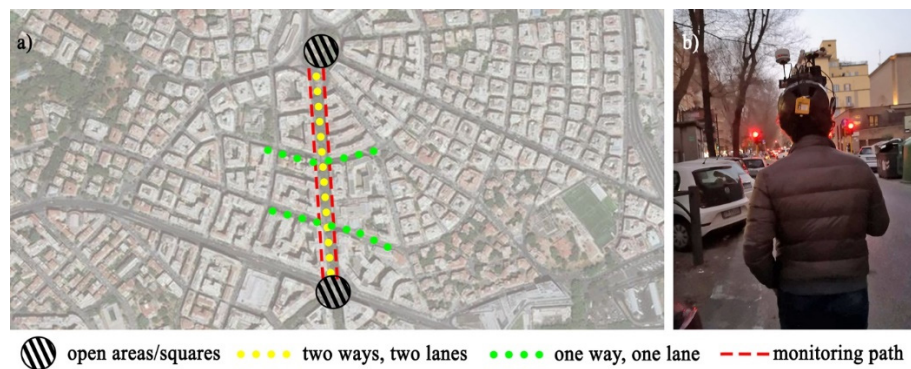 a)
b)
open areas/squares
two ways, two lanes
one way, one lane
monitoring path